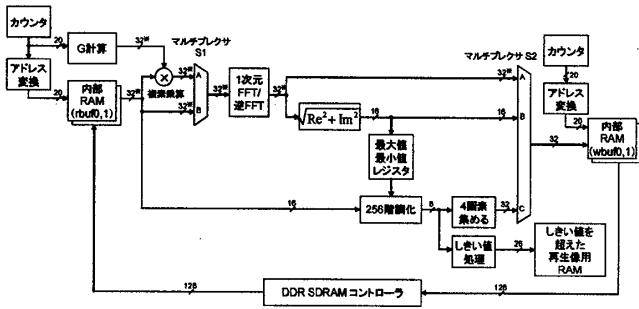 カウンタ
20
G計算
32※
アドレス
変換
20
内部
RAM
(rbuf0,1)
32※
複素乗算
マルチプレクサ
S1
32※
A
32※
B
32※
1次元
FFT/
逆FFT
32※
√Re²+Im²
16
最大値
最小値
レジスタ
16
256階調化
8
4画素
集める
32
しきい値
処理
26
しきい値を
超えた
再生像用
RAM
マルチプレクサ S2
32※
A
16
B
C
32
カウンタ
20
アドレス
変換
20
内部
RAM
(wbuf0,1)
128
DDR SDRAM コントローラ
128